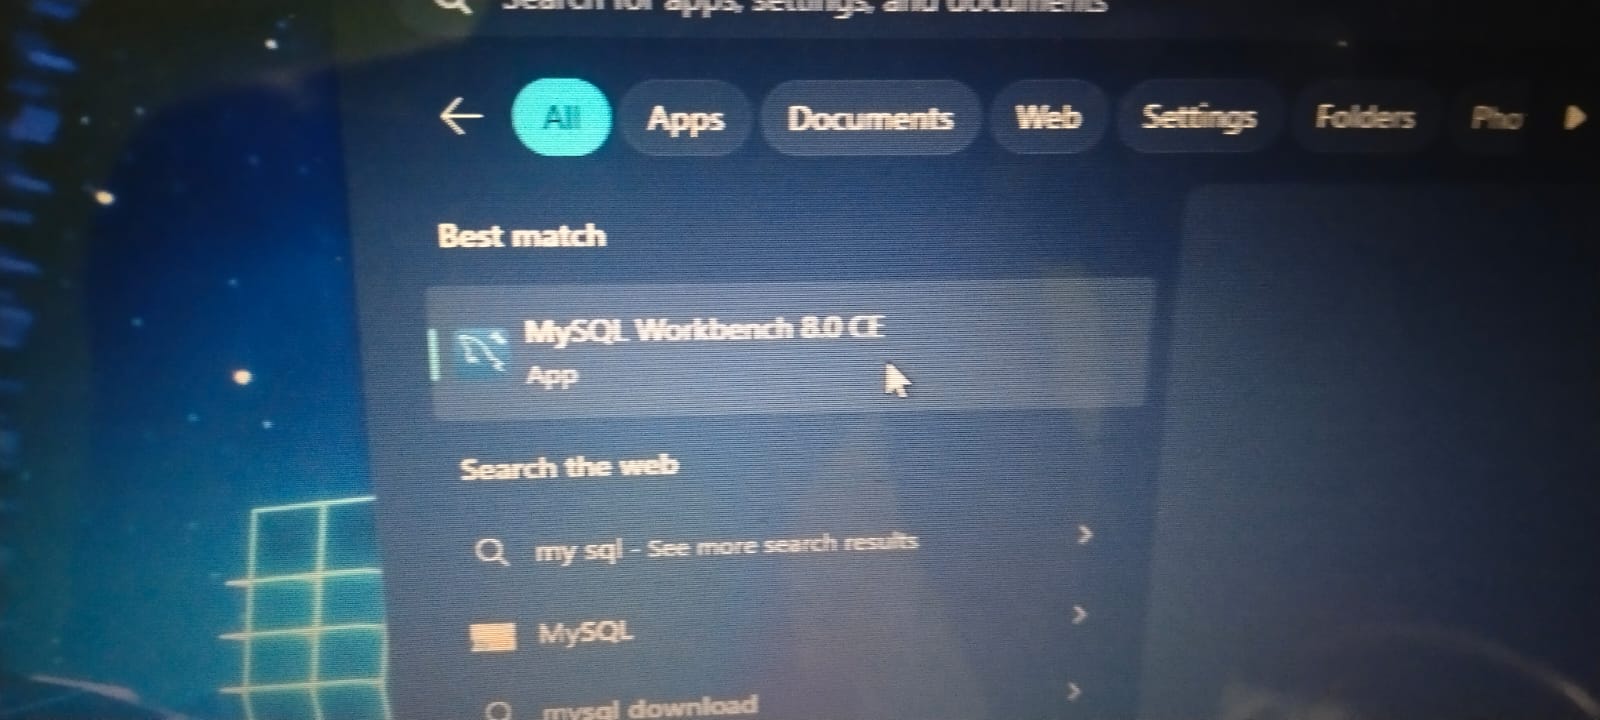 Search for apps, settings, and documents
All Apps Documents Web Settings Folders Pho
Best match
MySQL Workbench 8.0 CE
App
Search the web
my sql - See more search results
MySQL
mysql download